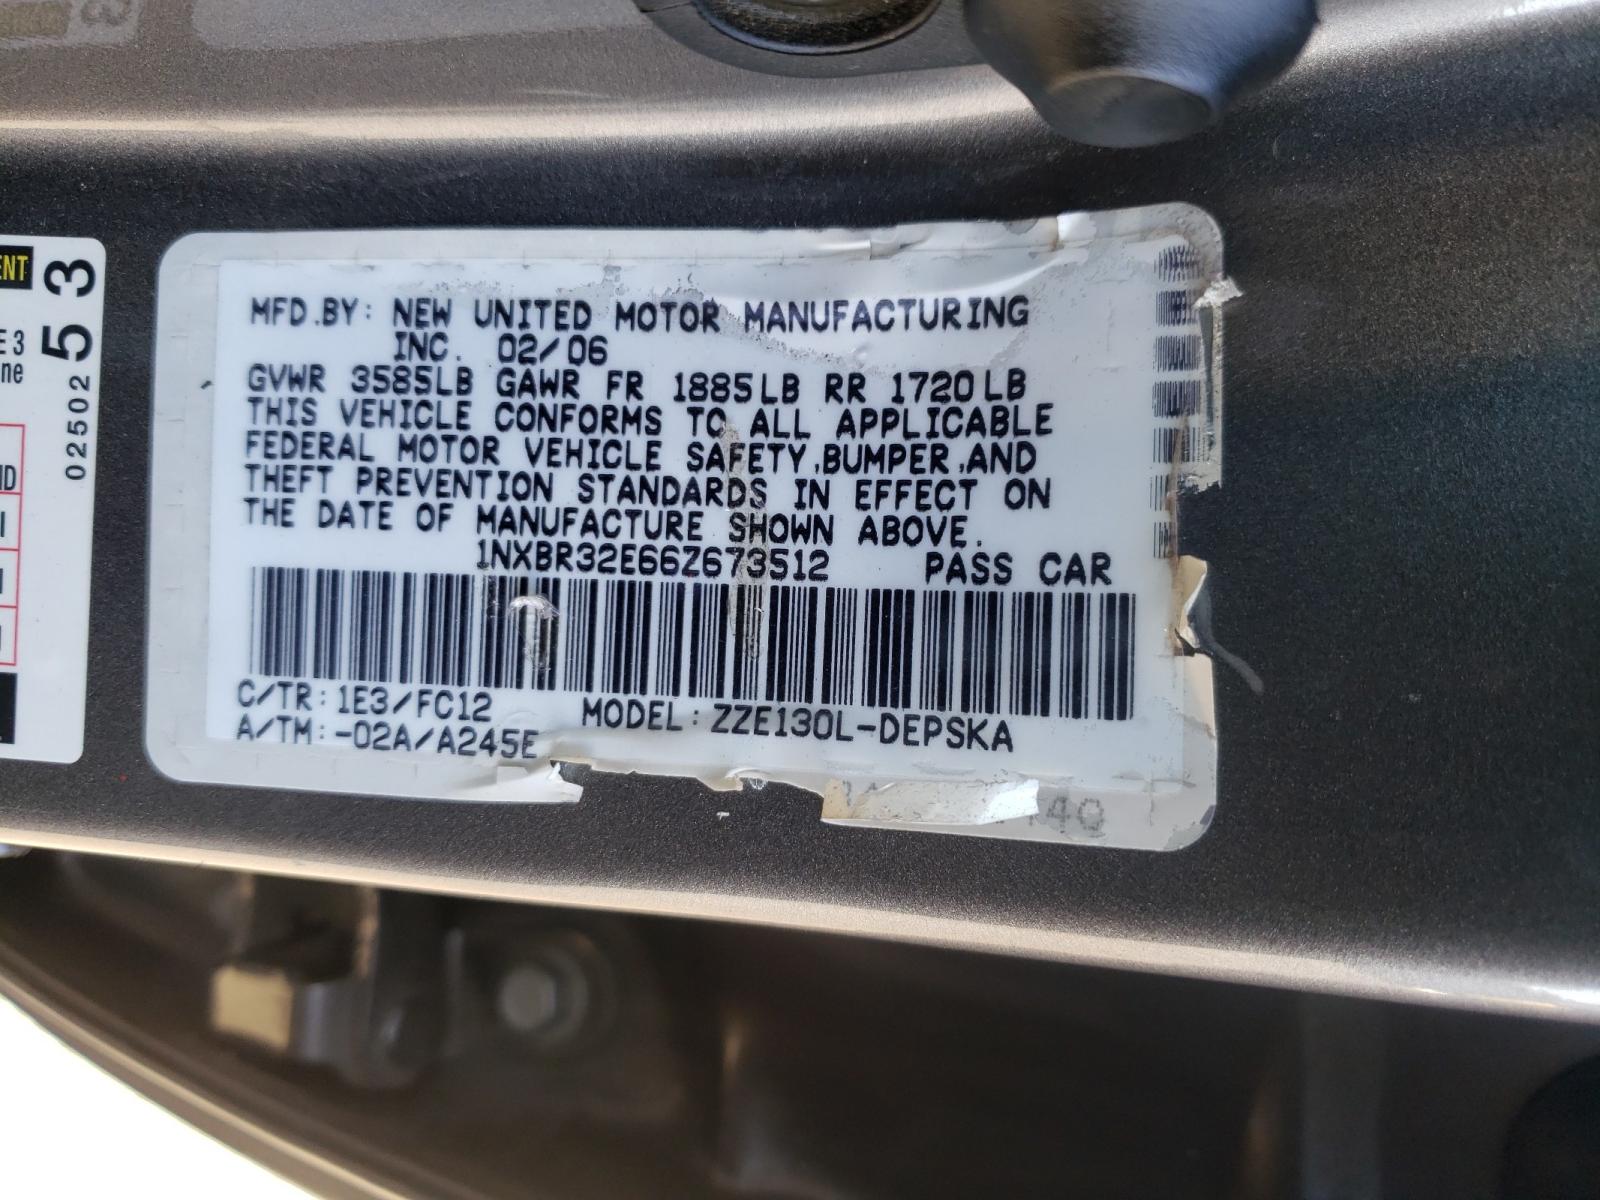 MFD.BY: NEW UNITED MOTOR MANUFACTURING
INC. 02/06
GVWR 3585LB GAWR FR 1885LB RR 1720LB
THIS VEHICLE CONFORMS TO ALL APPLICABLE
FEDERAL MOTOR VEHICLE SAFETY,BUMPER,AND
THEFT PREVENTION STANDARDS IN EFFECT ON
THE DATE OF MANUFACTURE SHOWN ABOVE.
1NXBR32E66Z673512 PASS CAR
C/TR: 1E3/FC12 MODEL: ZZE130L-DEPSKA
A/TM:-02A/A245E
02502 53